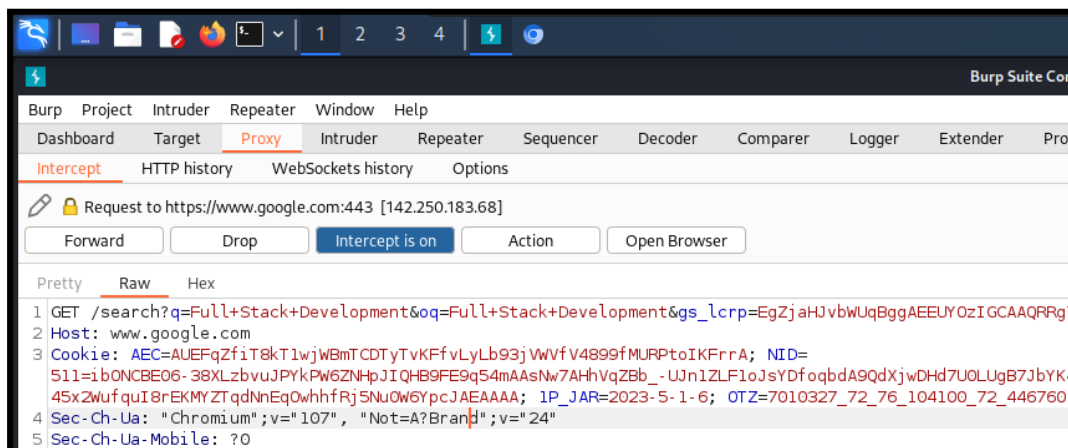 1 2 3 4
Burp Suite Co
Burp Project Intruder Repeater Window Help
Dashboard Target Proxy Intruder Repeater Sequencer Decoder Comparer Logger Extender Pro
Intercept HTTP history WebSockets history Options
Request to https://www.google.com:443 [142.250.183.68]
Forward Drop Intercept is on Action Open Browser
Pretty Raw Hex
1 GET /search?q=Full+Stack+Development&oq=Full+Stack+Development&gs_lcrp=EgZjaHJvbWUqBggAEEUYOzIGCAAQRRg
2 Host: www.google.com
3 Cookie: AEC=AUEFqZfiT8kT1wjWBmTCDTyTvKFfvLyLb93jVWVfV4899fMURPtoIKFrrA; NID=
511=ibONCBE06-38XLzbvuJPYkPW6ZNHpJIQHB9FE9q54mAAsNw7AHhVqZBb_-UJn1ZLFloJsYDfoqbdA9QdXjwDHd7U0LUgB7JbYK
45x2WufquI8rEKMYZTqdNnEqOwhhfRj5NuOW6YpcJAEAAAA; 1P_JAR=2023-5-1-6; OTZ=7010327_72_76_104100_72_446760
4 Sec-Ch-Ua: "Chromium";v="107", "Not=A?Brand";v="24"
5 Sec-Ch-Ua-Mobile: ?0